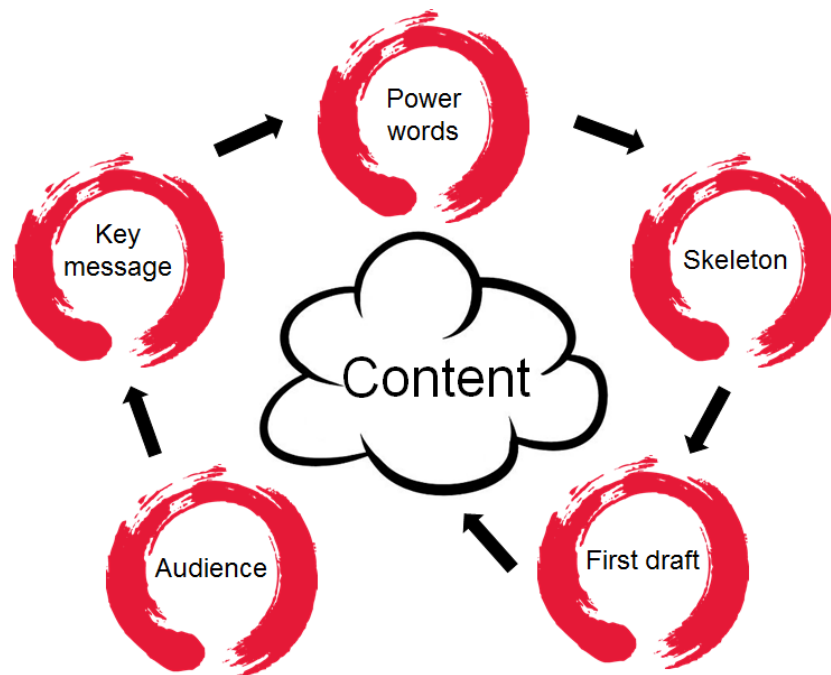 Power
words
Key
message
Skeleton
Content
Audience
First draft